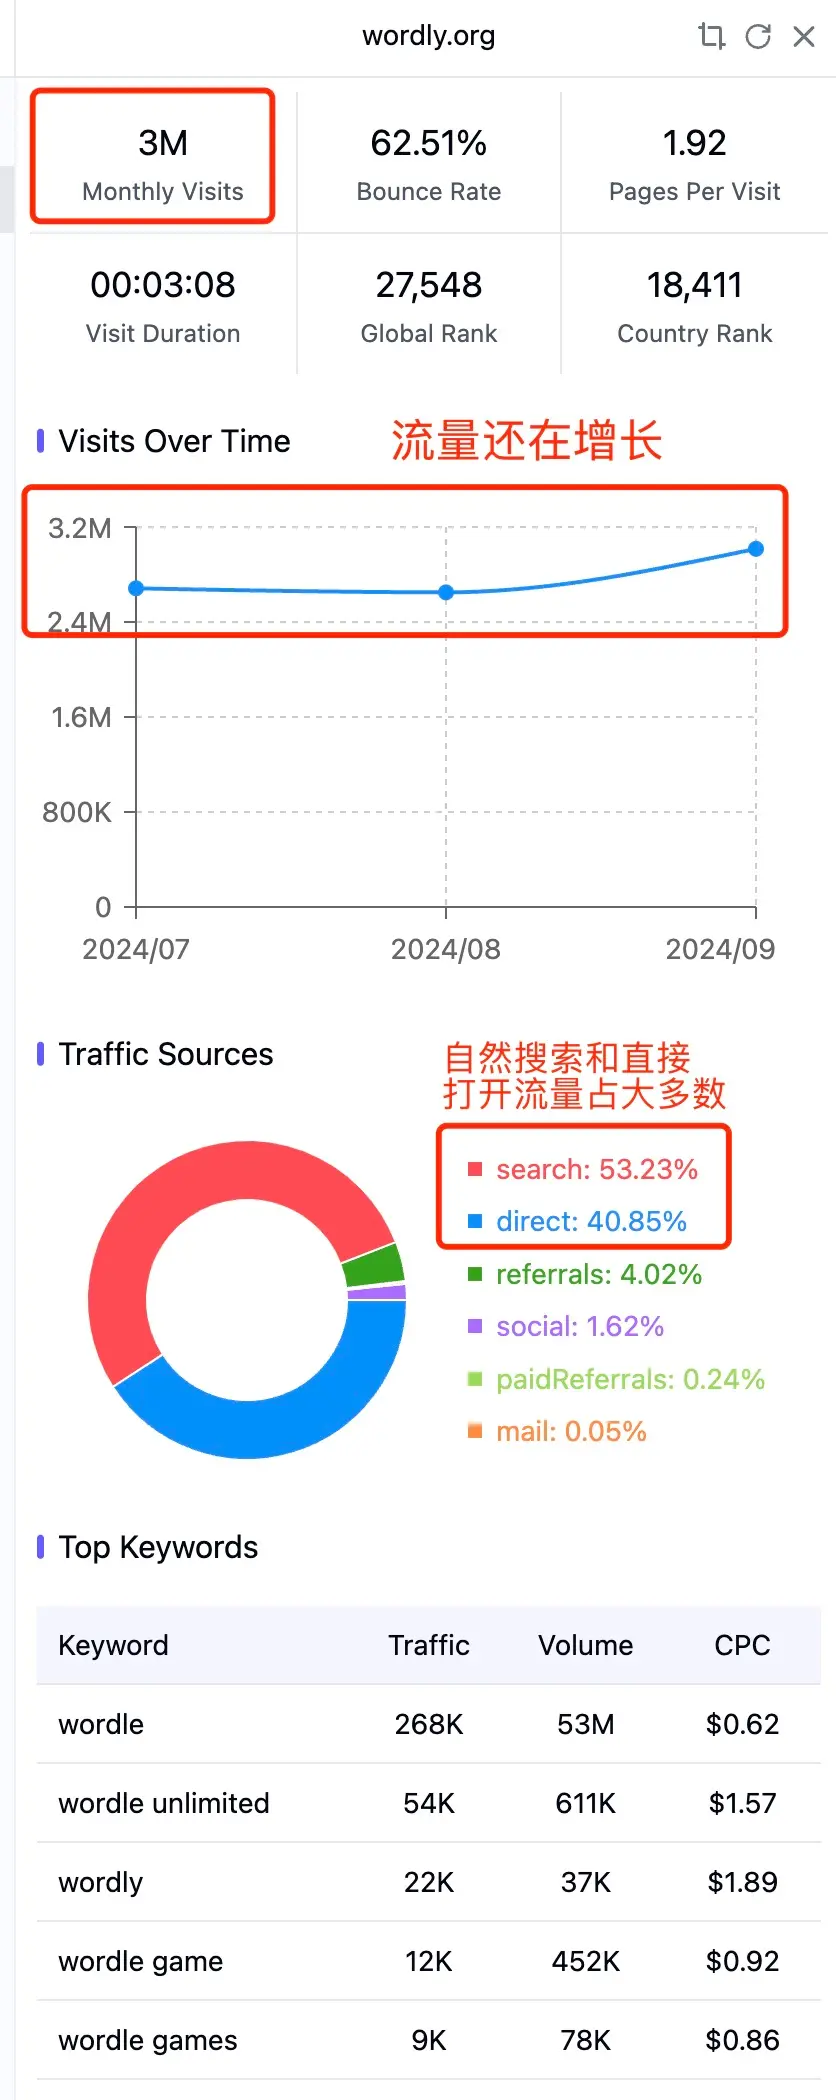 wordly.org
3M
62.51%
1.92
Monthly Visits
Bounce Rate
Pages Per Visit
00:03:08
27,548
18,411
Visit Duration
Global Rank
Country Rank
Visits Over Time
流量还在增长
3.2M
2.4M
1.6M
800K
0
2024/07
2024/08
2024/09
Traffic Sources
自然搜索和直接
打开流量占大多数
search: 53.23%
direct: 40.85%
referrals: 4.02%
social: 1.62%
paidReferrals: 0.24%
mail: 0.05%
Top Keywords
Keyword Traffic Volume CPC
wordle 268K 53M $0.62
wordle unlimited 54K 611K $1.57
wordly 22K 37K $1.89
wordle game 12K 452K $0.92
wordle games 9K 78K $0.86